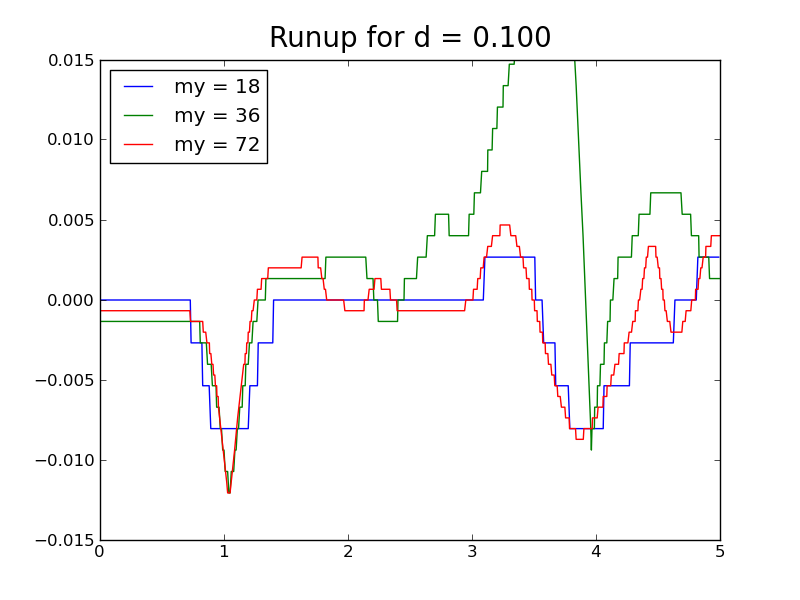 Runup for d = 0.100
my = 18
my = 36
my = 72
0.015
0.010
0.005
0.000
−0.005
−0.010
−0.015
0 1 2 3 4 5